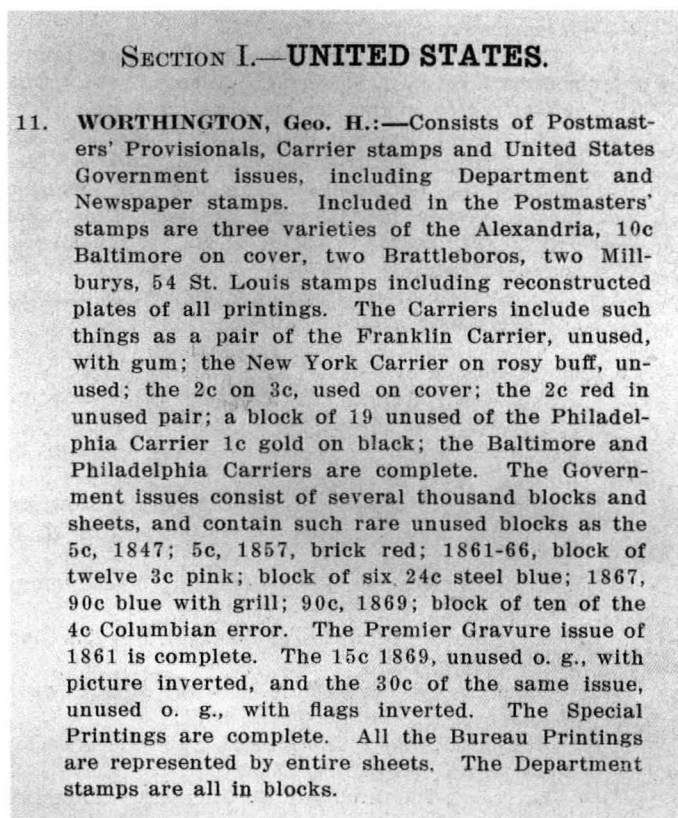 SECTION I.—UNITED STATES.
11. WORTHINGTON, Geo. H.:—Consists of Postmast-
ers' Provisionals, Carrier stamps and United States
Government issues, including Department and
Newspaper stamps. Included in the Postmasters'
stamps are three varieties of the Alexandria, 10c
Baltimore on cover, two Brattleboros, two Mill-
burys, 54 St. Louis stamps including reconstructed
plates of all printings. The Carriers include such
things as a pair of the Franklin Carrier, unused,
with gum; the New York Carrier on rosy buff, un-
used; the 2c on 3c, used on cover; the 2c red in
unused pair; a block of 19 unused of the Philadel-
phia Carrier 1c gold on black; the Baltimore and
Philadelphia Carriers are complete. The Govern-
ment issues consist of several thousand blocks and
sheets, and contain such rare unused blocks as the
5c, 1847; 5c, 1857, brick red; 1861-66, block of
twelve 3c pink; block of six 24c steel blue; 1867,
90c blue with grill; 90c, 1869; block of ten of the
4c Columbian error. The Premier Gravure issue of
1861 is complete. The 15c 1869, unused o. g., with
picture inverted, and the 30c of the same issue,
unused o. g., with flags inverted. The Special
Printings are complete. All the Bureau Printings
are represented by entire sheets. The Department
stamps are all in blocks.